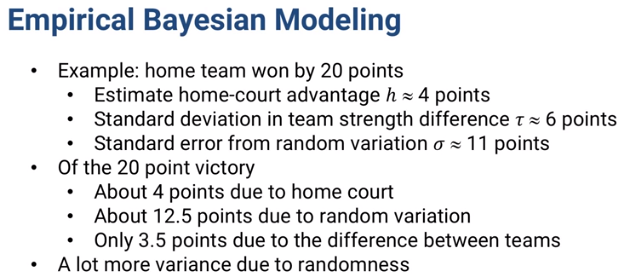 Empirical Bayesian Modeling
• Example: home team won by 20 points
• Estimate home-court advantage h ≈ 4 points
• Standard deviation in team strength difference τ ≈ 6 points
• Standard error from random variation σ ≈ 11 points
• Of the 20 point victory
• About 4 points due to home court
• About 12.5 points due to random variation
• Only 3.5 points due to the difference between teams
• A lot more variance due to randomness